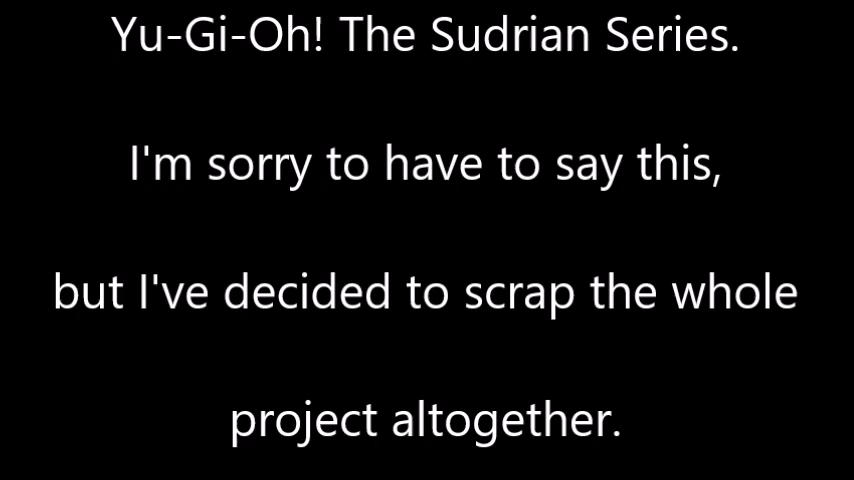 Yu-Gi-Oh! The Sudrian Series.
I'm sorry to have to say this,
but I've decided to scrap the whole
project altogether.